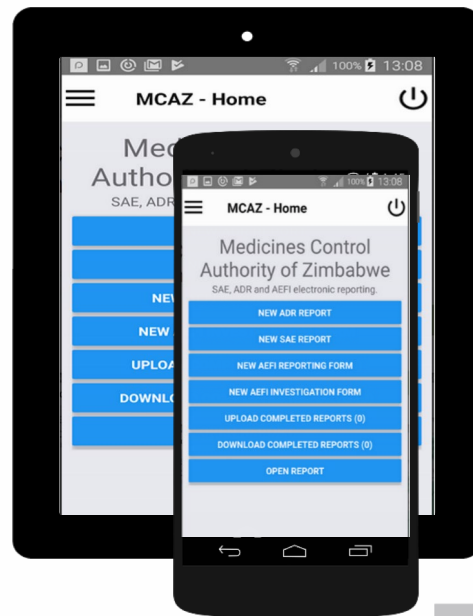 100% 13:08
MCAZ - Home
Med
Autho
SAE, ADR
NEW
UPLOA
DOWNL
100% 13:08
MCAZ - Home
Medicines Control
Authority of Zimbabwe
SAE, ADR and AEFI electronic reporting.
NEW ADR REPORT
NEW SAE REPORT
NEW AEFI REPORTING FORM
NEW AEFI INVESTIGATION FORM
UPLOAD COMPLETED REPORTS (0)
DOWNLOAD COMPLETED REPORTS (0)
OPEN REPORT